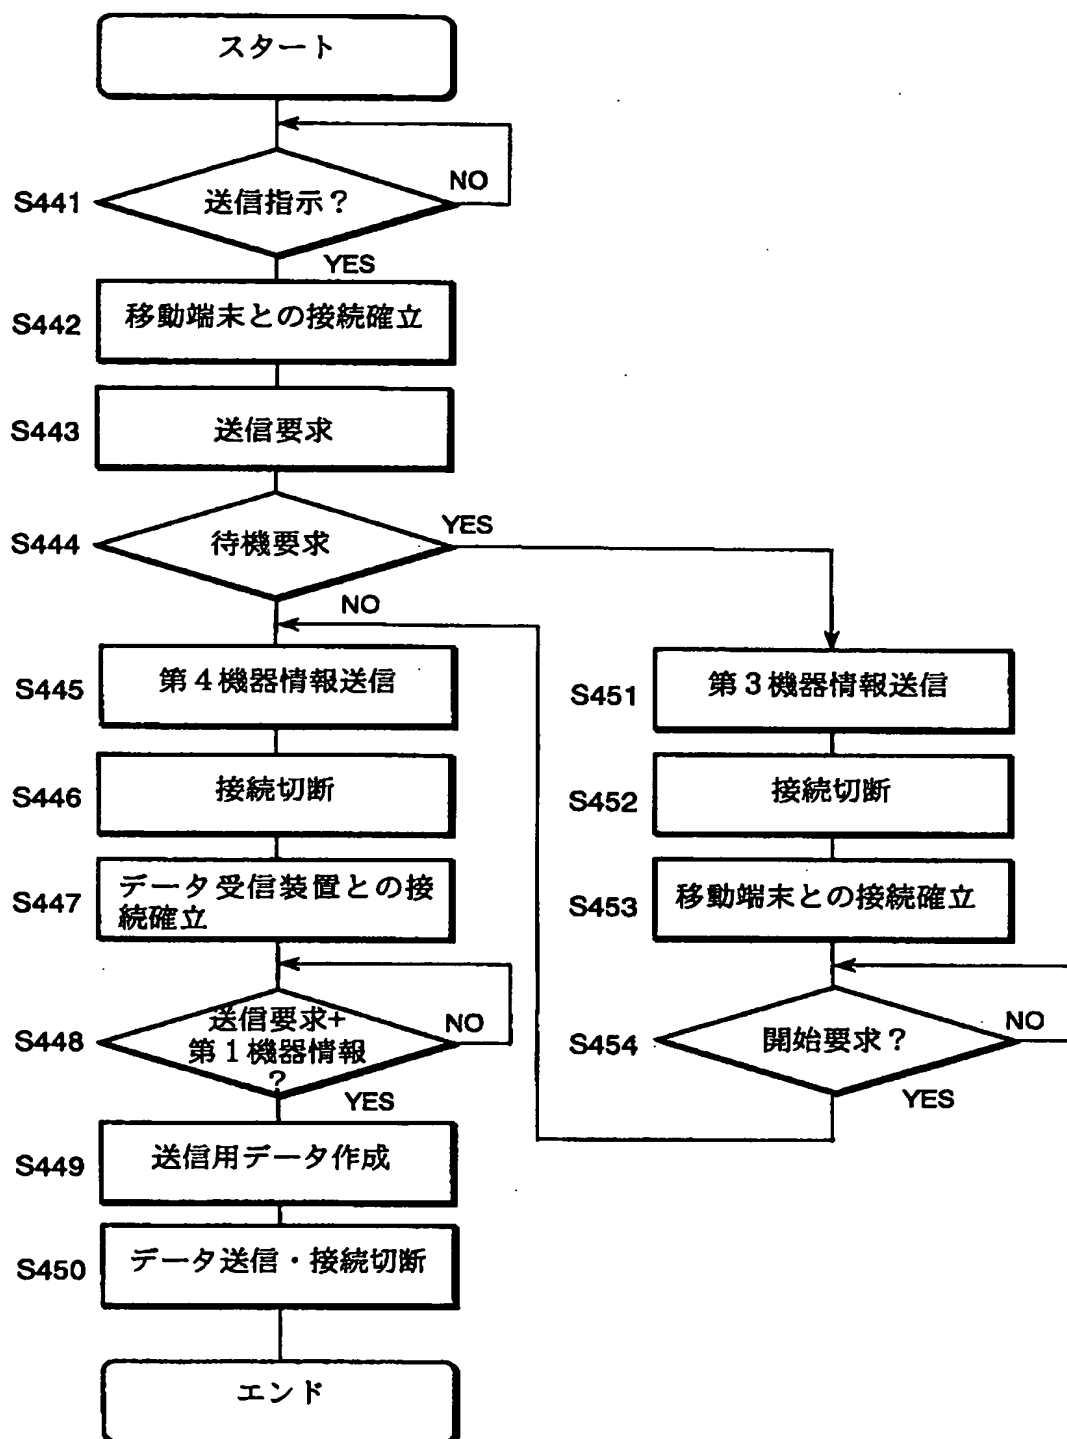 スタート
NO
S441
送信指示？
YES
S442
移動端末との接続確立
S443
送信要求
S444
待機要求
YES
NO
S445
第４機器情報送信
S446
接続切断
S447
データ受信装置との接
続確立
S448
送信要求+
第１機器情報
？
NO
YES
S449
送信用データ作成
S450
データ送信・接続切断
エンド
S451
第３機器情報送信
S452
接続切断
S453
移動端末との接続確立
S454
開始要求？
NO
YES